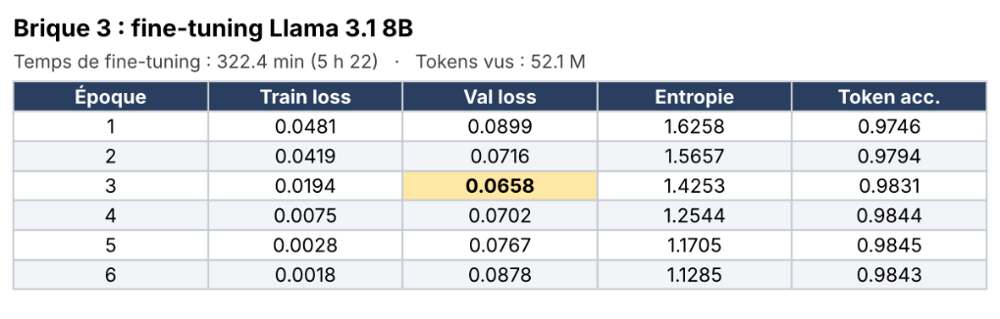 Brique 3 : fine-tuning Llama 3.1 8B
Temps de fine-tuning : 322.4 min (5 h 22) · Tokens vus : 52.1 M
Époque Train loss Val loss Entropie Token acc.
1 0.0481 0.0899 1.6258 0.9746
2 0.0419 0.0716 1.5657 0.9794
3 0.0194 0.0658 1.4253 0.9831
4 0.0075 0.0702 1.2544 0.9844
5 0.0028 0.0767 1.1705 0.9845
6 0.0018 0.0878 1.1285 0.9843